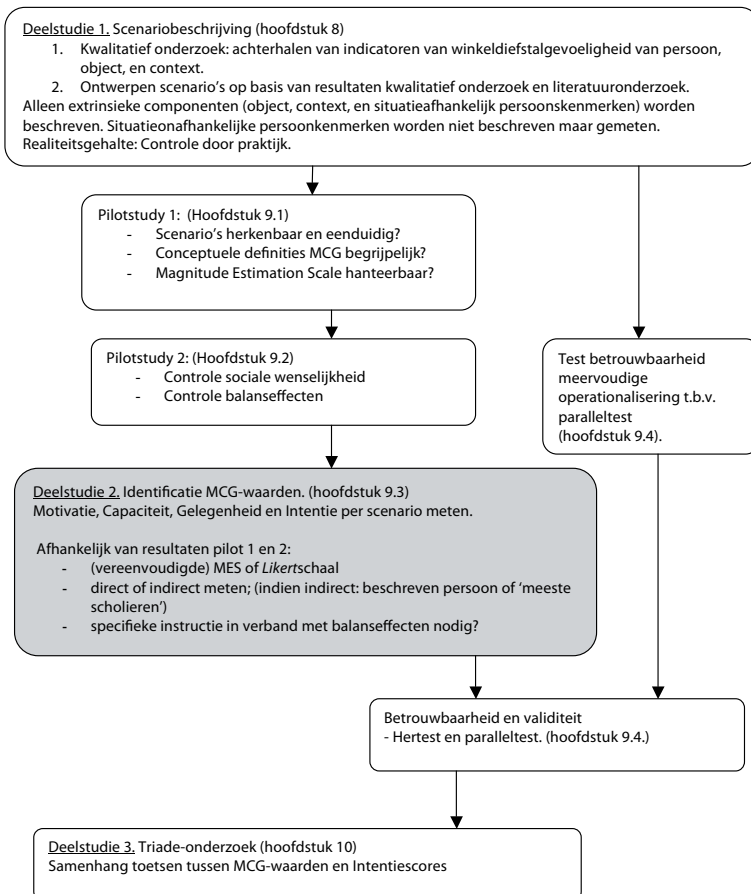 Deelstudie 1. Scenariobeschrijving (hoofdstuk 8)
1. Kwalitatief onderzoek: achterhalen van indicatoren van winkeldiefstalgevoeligheid van persoon,
object, en context.
2. Ontwerpen scenario's op basis van resultaten kwalitatief onderzoek en literatuuronderzoek.
Alleen extrinsieke componenten (object, context, en situatieafhankelijk persoonskenmerken) worden
beschreven. Situatieonafhankelijke persoonkenmerken worden niet beschreven maar gemeten.
Realiteitsgehalte: Controle door praktijk.
Pilotstudy 1: (Hoofdstuk 9.1)
- Scenario's herkenbaar en eenduidig?
- Conceptuele definities MCG begrijpelijk?
- Magnitude Estimation Scale hanteerbaar?
Pilotstudy 2: (Hoofdstuk 9.2)
- Controle sociale wenselijkheid
- Controle balanseffecten
Test betrouwbaarheid
meervoudige
operationalisering t.b.v.
paralleltest
(hoofdstuk 9.4).
Deelstudie 2. Identificatie MCG-waarden. (hoofdstuk 9.3)
Motivatie, Capaciteit, Gelegenheid en Intentie per scenario meten.
Afhankelijk van resultaten pilot 1 en 2:
- (vereenvoudigde) MES of Likertschaal
- direct of indirect meten; (indien indirect: beschreven persoon of 'meeste
scholieren')
- specifieke instructie in verband met balanseffecten nodig?
Betrouwbaarheid en validiteit
- Hertest en paralleltest. (hoofdstuk 9.4.)
Deelstudie 3. Triade-onderzoek (hoofdstuk 10)
Samenhang toetsen tussen MCG-waarden en Intentiescores